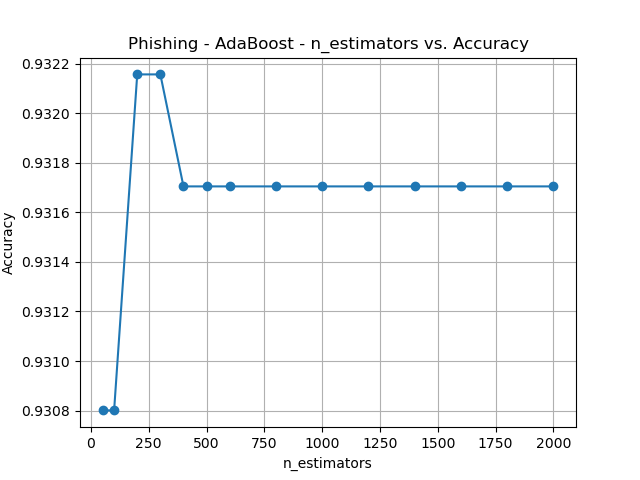 Phishing - AdaBoost - n_estimators vs. Accuracy
0.9322
0.9320
0.9318
0.9316
0.9314
0.9312
0.9310
0.9308
Accuracy
0 250 500 750 1000 1250 1500 1750 2000
n_estimators